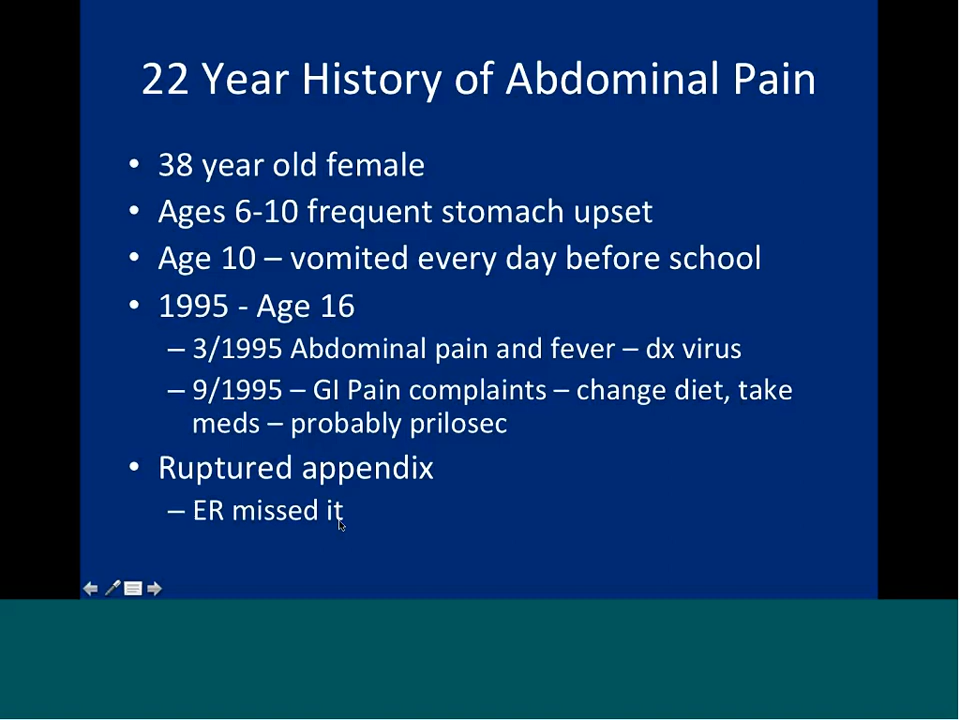 22 Year History of Abdominal Pain
• 38 year old female
• Ages 6-10 frequent stomach upset
• Age 10 – vomited every day before school
• 1995 - Age 16
– 3/1995 Abdominal pain and fever – dx virus
– 9/1995 – GI Pain complaints – change diet, take
meds – probably prilosec
• Ruptured appendix
– ER missed it